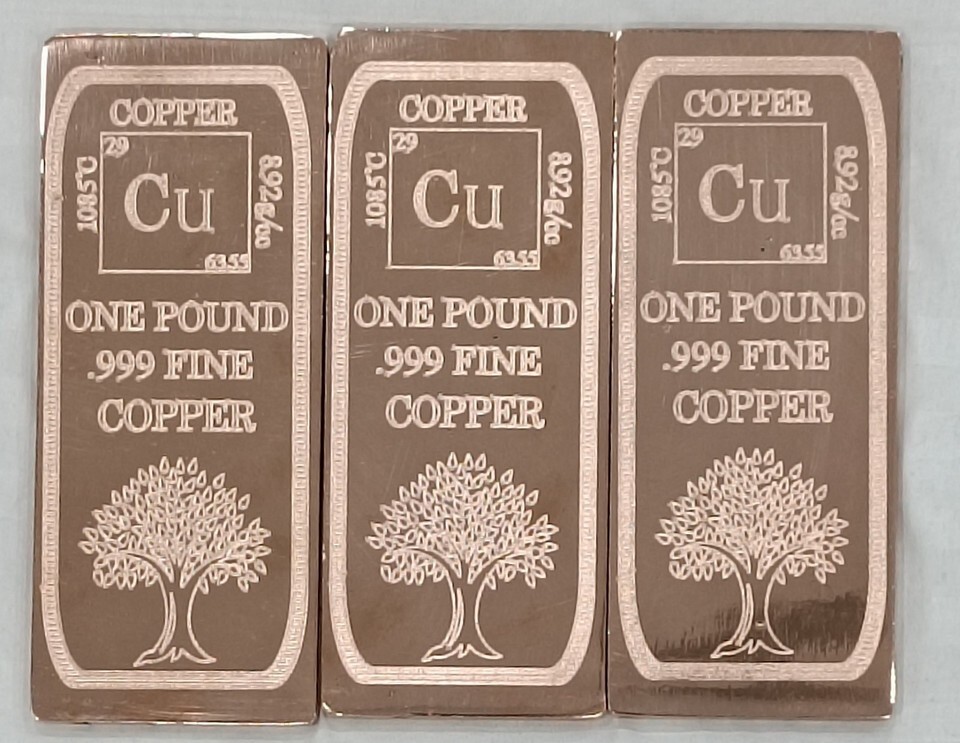 COPPER
29
1085°C
Cu
8.92g/cc
63.55
ONE POUND
.999 FINE
COPPER
COPPER
29
1085°C
Cu
8.92g/cc
63.55
ONE POUND
.999 FINE
COPPER
COPPER
29
1085°C
Cu
8.92g/cc
63.55
ONE POUND
.999 FINE
COPPER